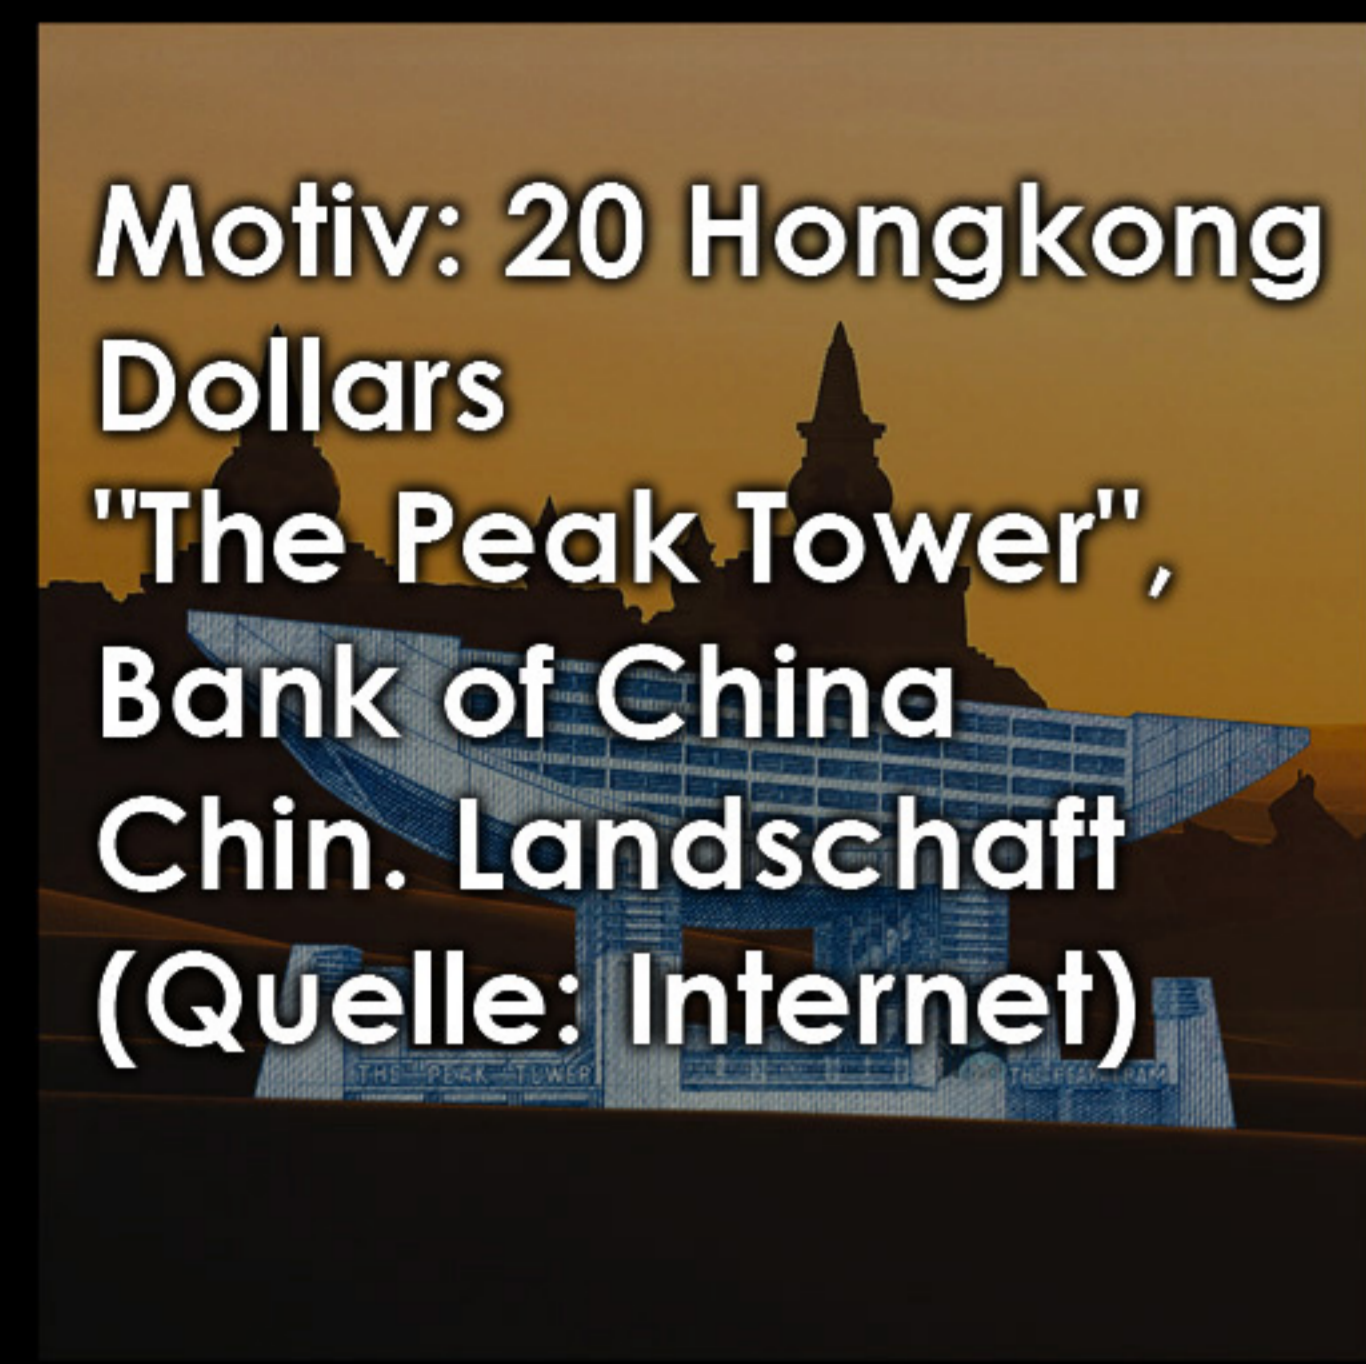 Motiv: 20 Hongkong
Dollars
"The Peak Tower",
Bank of China
Chin. Landschaft
(Quelle: Internet)
THE PEAK TOWER
THE PEAK TRAM